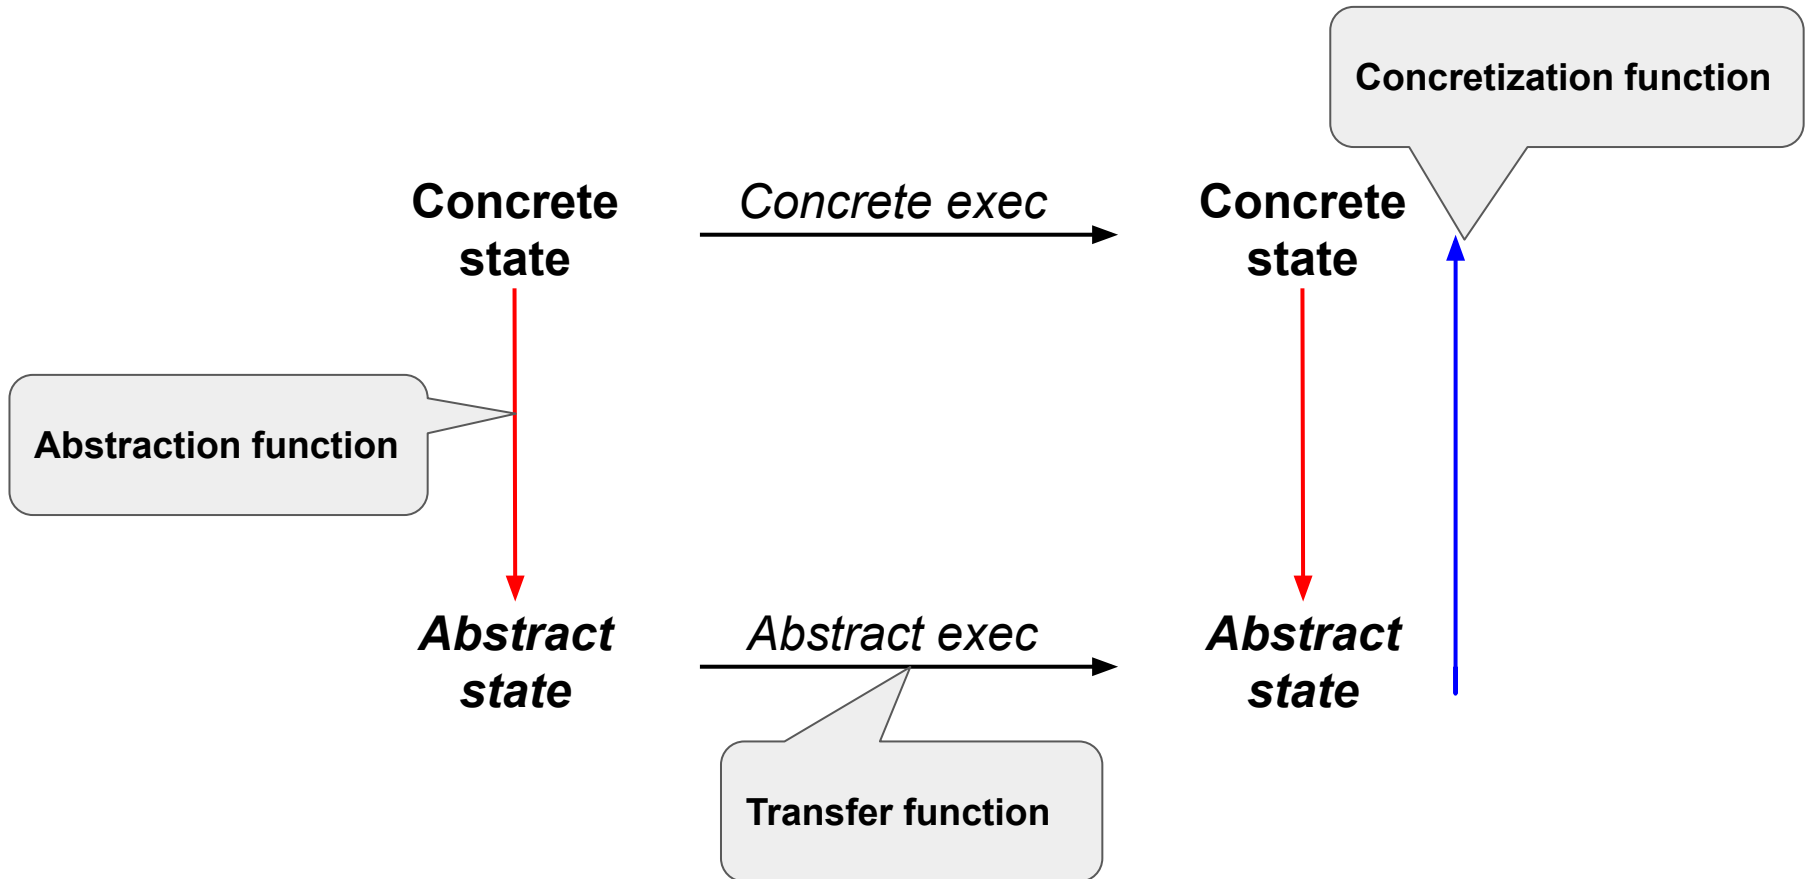 Concretization function
Concrete
state
Concrete exec
Concrete
state
Abstraction function
Abstract
state
Abstract exec
Abstract
state
Transfer function